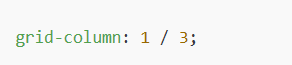 grid-column: 1 / 3;